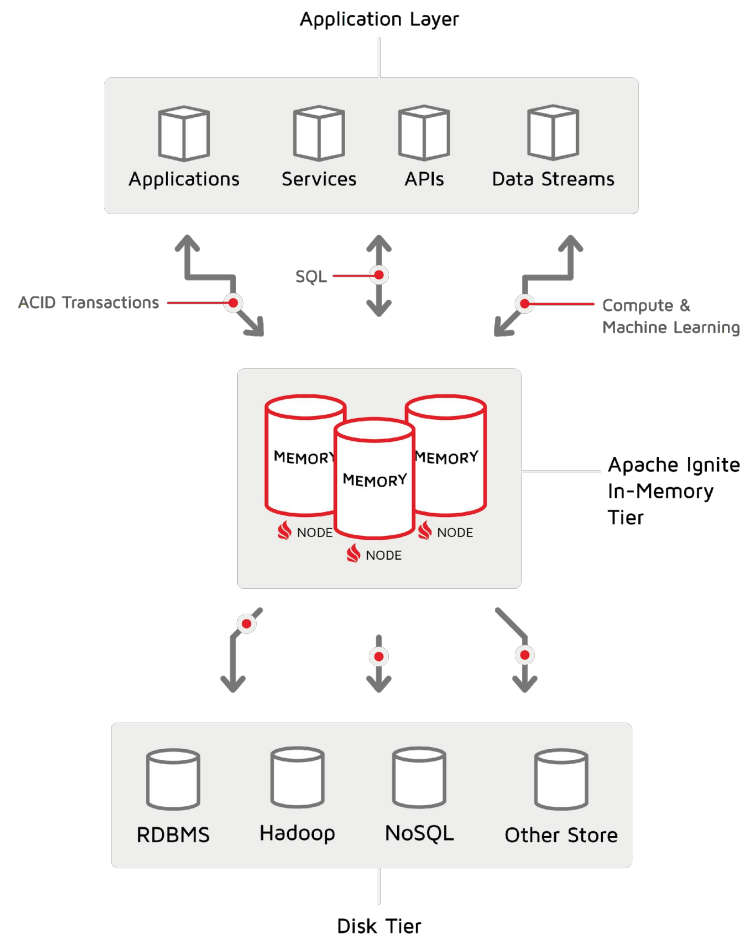 Application Layer
Applications
Services
APIs
Data Streams
SQL
ACID Transactions
Compute &
Machine Learning
MEMORY
MEMORY
MEMORY
NODE
NODE
NODE
Apache Ignite
In-Memory
Tier
RDBMS
Hadoop
NoSQL
Other Store
Disk Tier